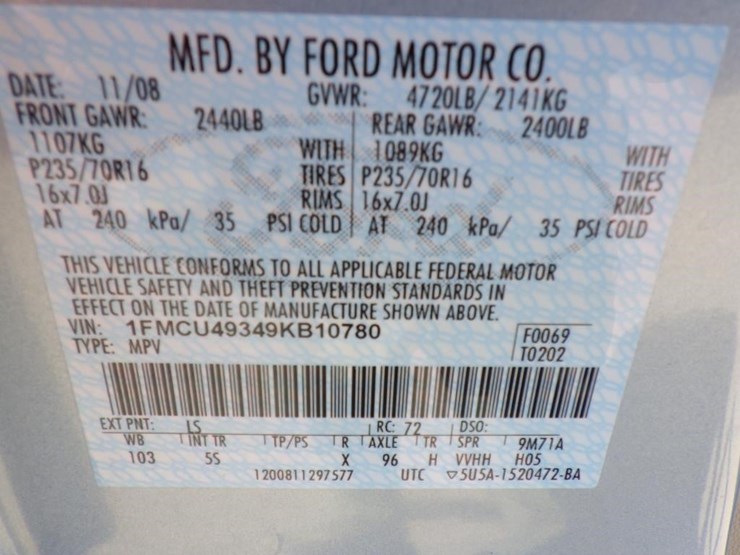 MFD. BY FORD MOTOR CO.
DATE: 11/08 GVWR: 4720LB/ 2141KG
FRONT GAWR: 2440LB REAR GAWR: 2400LB
1107KG WITH 1089KG WITH
P235/70R16 TIRES P235/70R16 TIRES
16x7.0J RIMS 16x7.0J RIMS
AT 240 kPa/ 35 PSI COLD AT 240 kPa/ 35 PSI COLD
THIS VEHICLE CONFORMS TO ALL APPLICABLE FEDERAL MOTOR
VEHICLE SAFETY AND THEFT PREVENTION STANDARDS IN
EFFECT ON THE DATE OF MANUFACTURE SHOWN ABOVE.
VIN: 1FMCU49349KB10780 F0069
TYPE: MPV T0202
EXT PNT: LS RC: 72 DSO:
WB INT TR TP/PS R AXLE TR SPR 9M71A
103 5S X 96 H VVHH H05
1200811297577 UTC ▽5U5A-1520472-BA